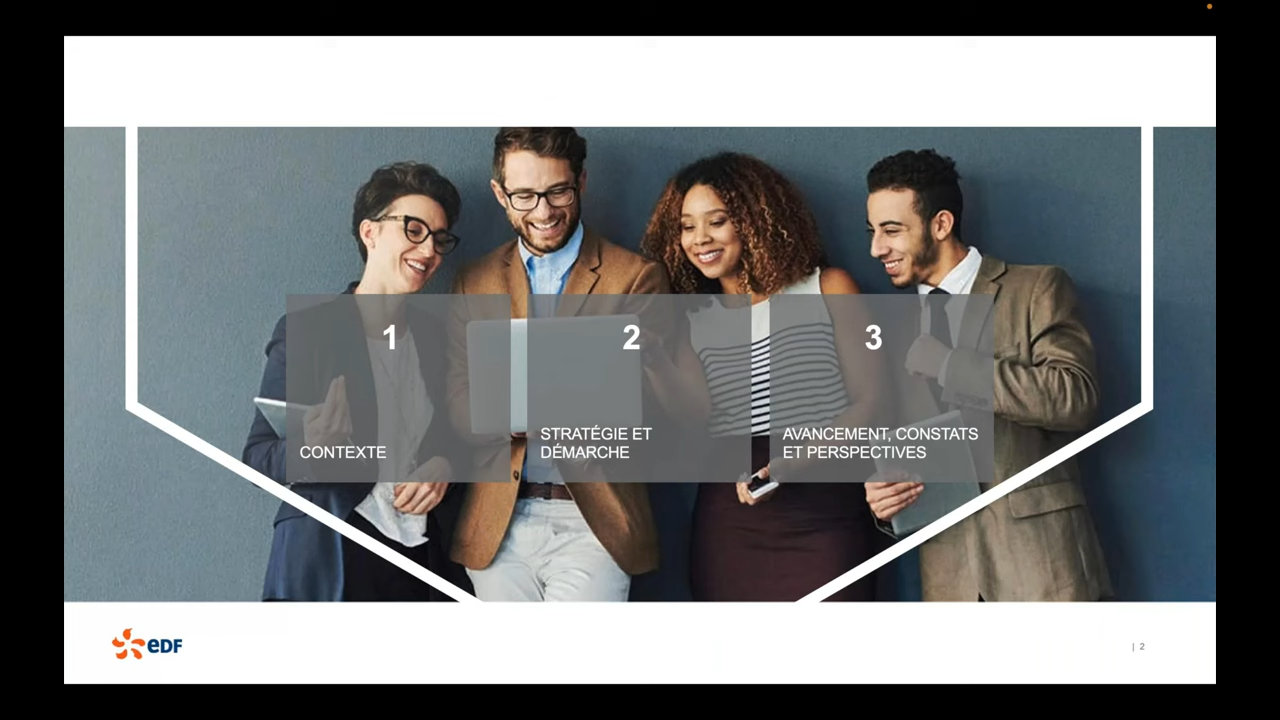 1
CONTEXTE
2
STRATÉGIE ET
DÉMARCHE
3
AVANCEMENT, CONSTATS
ET PERSPECTIVES
eDF
| 2